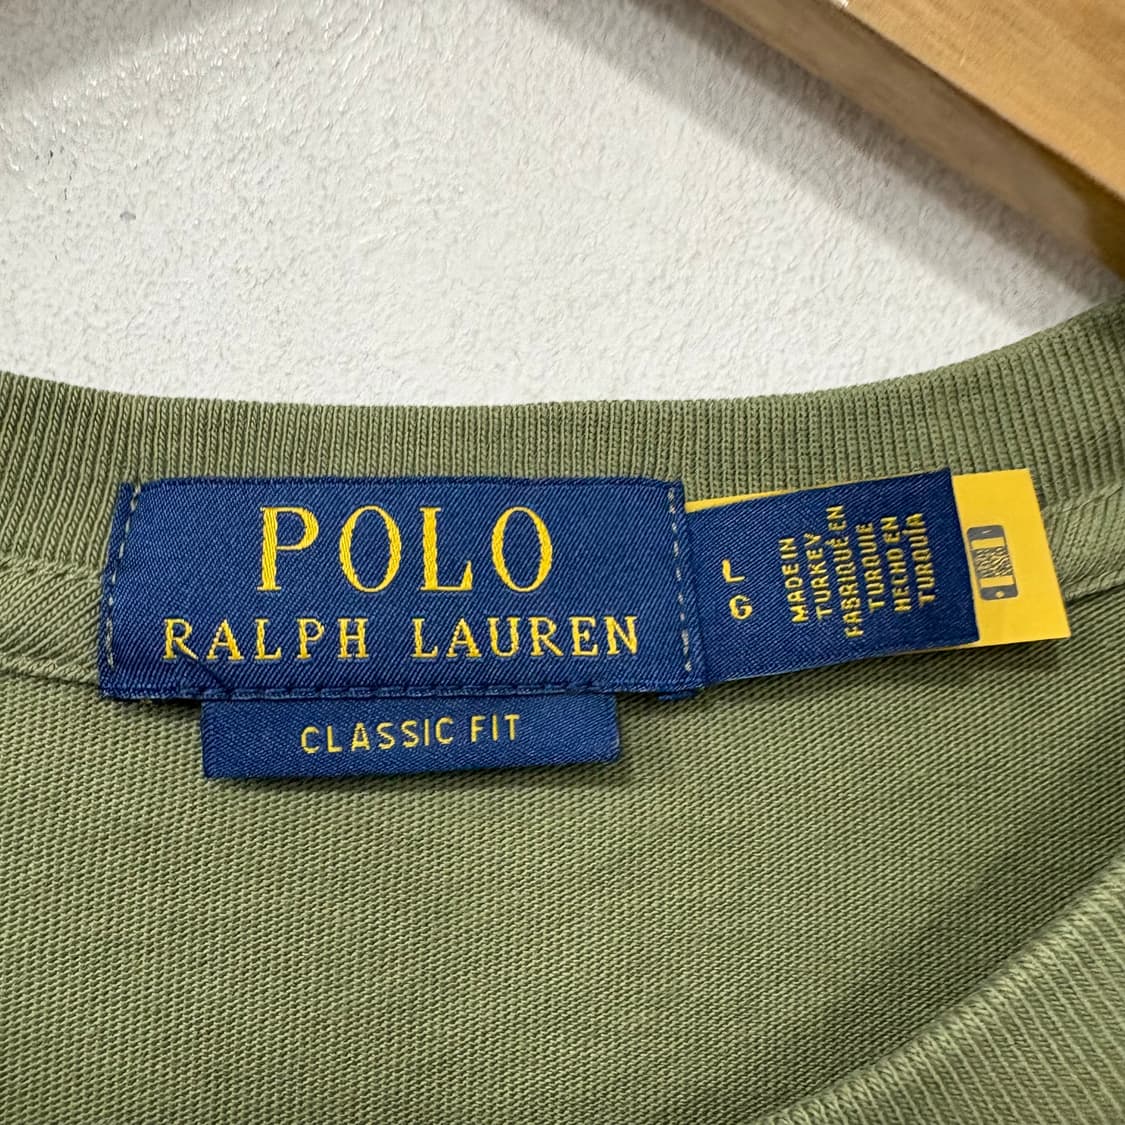 POLO
RALPH LAUREN
CLASSIC FIT
L
G
MADE IN
TURKEY
FABRIQUÉ EN
TURQUIE
HECHO EN
TURQUÍA